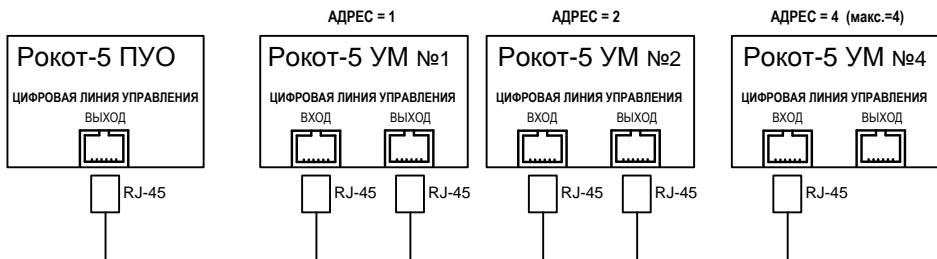 АДРЕС = 1
АДРЕС = 2
АДРЕС = 4 (макс.=4)
Рокот-5 ПУО
Рокот-5 УМ №1
Рокот-5 УМ №2
Рокот-5 УМ №4
ЦИФРОВАЯ ЛИНИЯ УПРАВЛЕНИЯ
ЦИФРОВАЯ ЛИНИЯ УПРАВЛЕНИЯ
ЦИФРОВАЯ ЛИНИЯ УПРАВЛЕНИЯ
ЦИФРОВАЯ ЛИНИЯ УПРАВЛЕНИЯ
ВЫХОД
ВХОД
ВЫХОД
ВХОД
ВЫХОД
ВХОД
ВЫХОД
RJ-45
RJ-45
RJ-45
RJ-45
RJ-45
RJ-45